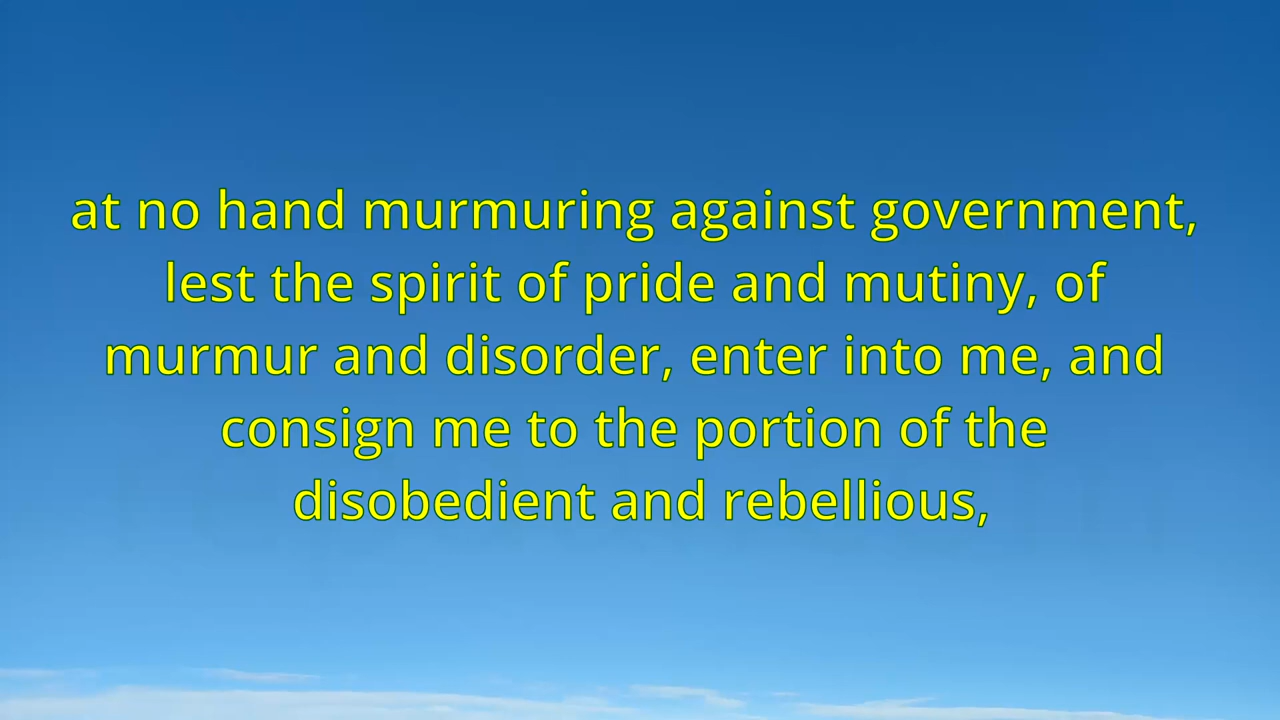 at no hand murmuring against government,
lest the spirit of pride and mutiny, of
murmur and disorder, enter into me, and
consign me to the portion of the
disobedient and rebellious,